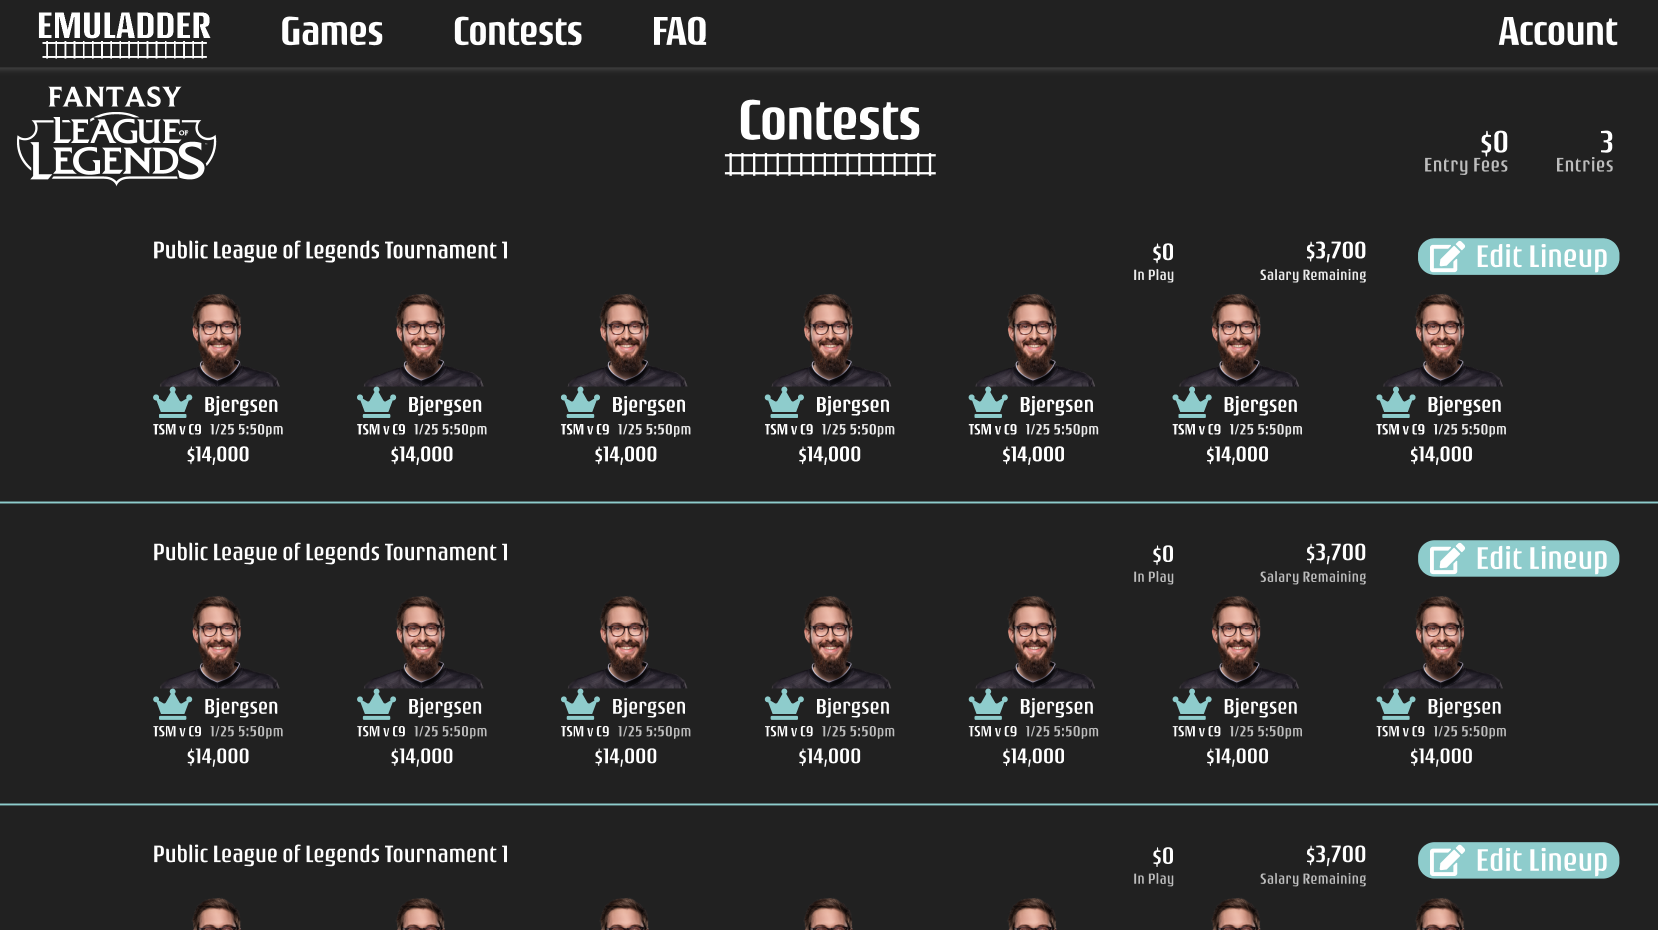 EMULADDER Games Contests FAQ Account
FANTASY
LEAGUE OF
LEGENDS
Contests
$0 3
Entry Fees Entries
Public League of Legends Tournament 1 $0 $3,700 Edit Lineup
In Play Salary Remaining
Bjergsen Bjergsen Bjergsen Bjergsen Bjergsen Bjergsen Bjergsen
TSM v C9 1/25 5:50pm TSM v C9 1/25 5:50pm TSM v C9 1/25 5:50pm TSM v C9 1/25 5:50pm TSM v C9 1/25 5:50pm TSM v C9 1/25 5:50pm TSM v C9 1/25 5:50pm
$14,000 $14,000 $14,000 $14,000 $14,000 $14,000 $14,000
Public League of Legends Tournament 1 $0 $3,700 Edit Lineup
In Play Salary Remaining
Bjergsen Bjergsen Bjergsen Bjergsen Bjergsen Bjergsen Bjergsen
TSM v C9 1/25 5:50pm TSM v C9 1/25 5:50pm TSM v C9 1/25 5:50pm TSM v C9 1/25 5:50pm TSM v C9 1/25 5:50pm TSM v C9 1/25 5:50pm TSM v C9 1/25 5:50pm
$14,000 $14,000 $14,000 $14,000 $14,000 $14,000 $14,000
Public League of Legends Tournament 1 $0 $3,700 Edit Lineup
In Play Salary Remaining